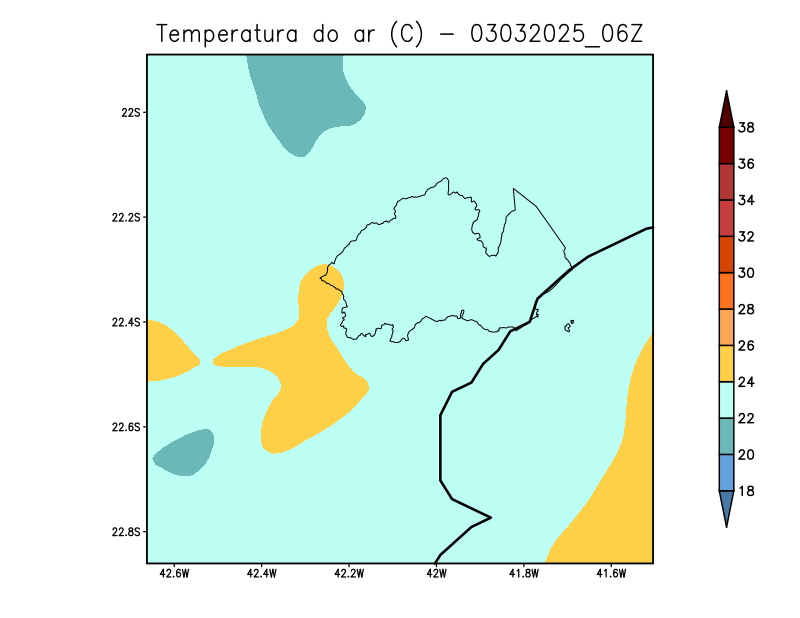 Temperatura do ar (C) - 03032025_06Z
22S
22.2S
22.4S
22.6S
22.8S
42.6W
42.4W
42.2W
42W
41.8W
41.6W
38
36
34
32
30
28
26
24
22
20
18